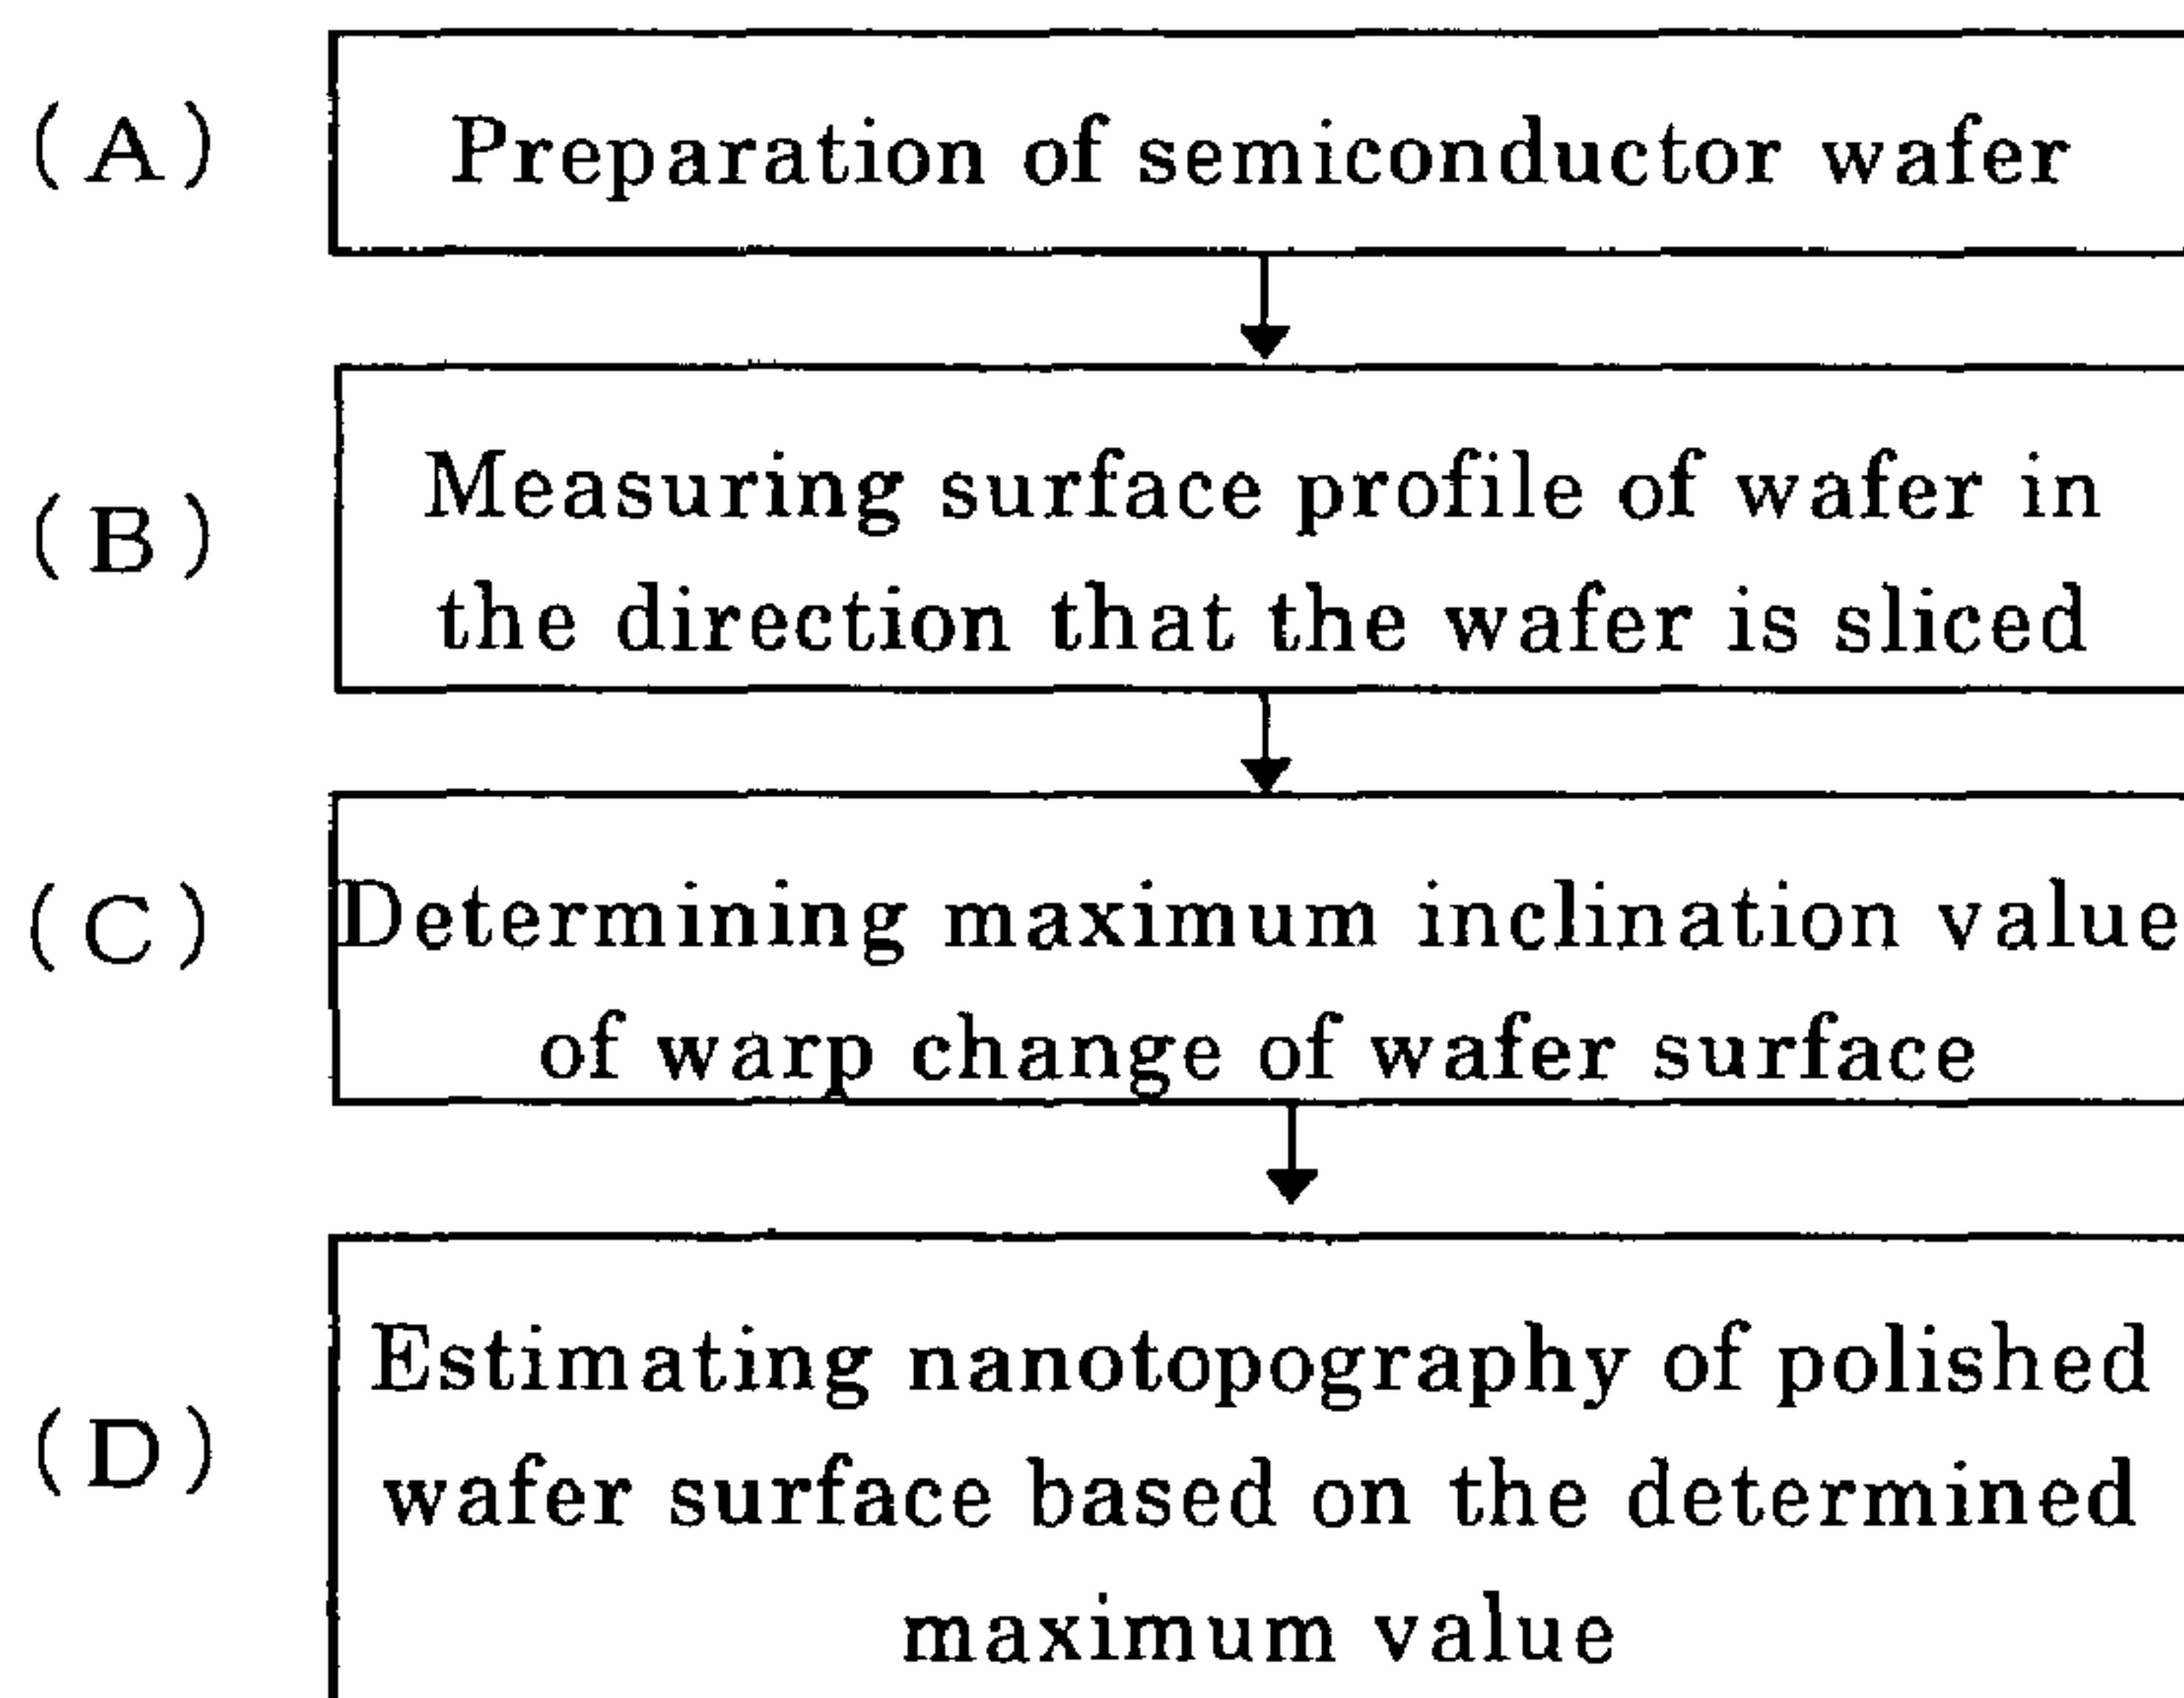 (A)
Preparation of semiconductor wafer
(B)
Measuring surface profile of wafer in
the direction that the wafer is sliced
(C)
Determining maximum inclination value
of warp change of wafer surface
(D)
Estimating nanotopography of polished
wafer surface based on the determined
maximum value